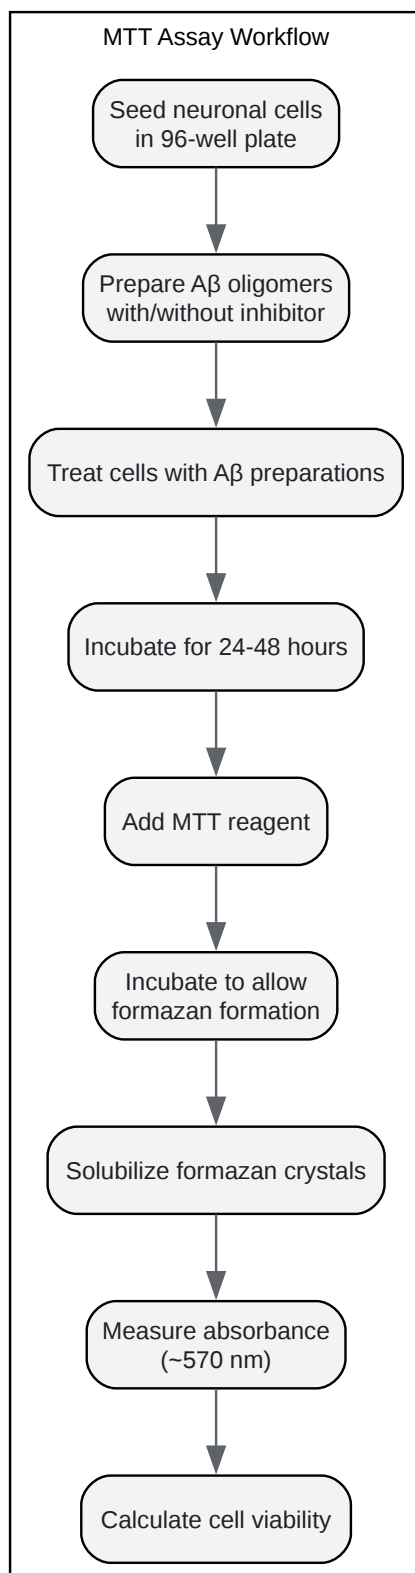 MTT Assay Workflow
Seed neuronal cells
in 96-well plate
Prepare Aβ oligomers
with/without inhibitor
Treat cells with Aβ preparations
Incubate for 24-48 hours
Add MTT reagent
Incubate to allow
formazan formation
Solubilize formazan crystals
Measure absorbance
(~570 nm)
Calculate cell viability